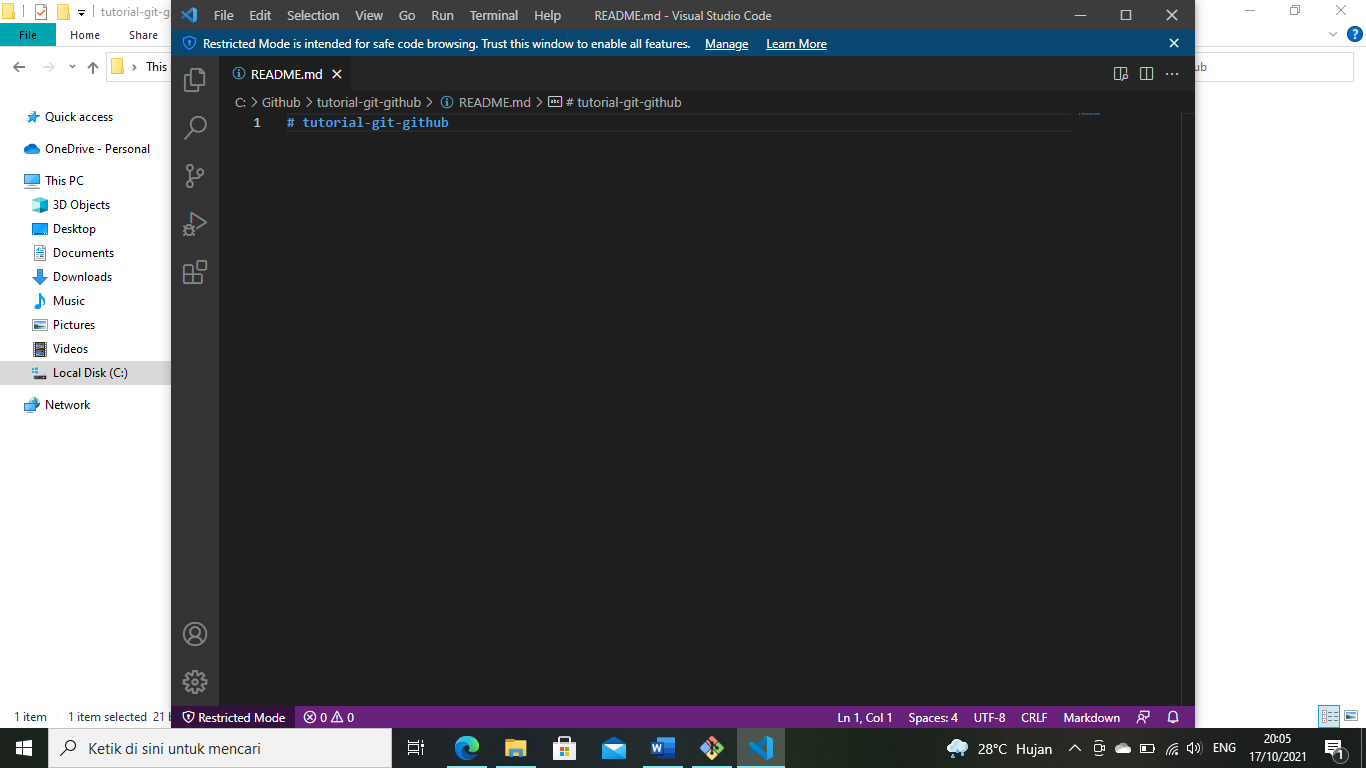 tutorial-git-g
File Edit Selection View Go Run Terminal Help README.md - Visual Studio Code
File Home Share
Restricted Mode is intended for safe code browsing. Trust this window to enable all features. Manage Learn More
This
README.md
C: > Github > tutorial-git-github > README.md > # tutorial-git-github
1 # tutorial-git-github
Quick access
OneDrive - Personal
This PC
3D Objects
Desktop
Documents
Downloads
Music
Pictures
Videos
Local Disk (C:)
Network
1 item 1 item selected 21
Restricted Mode 0 0 Ln 1, Col 1 Spaces: 4 UTF-8 CRLF Markdown
Ketik di sini untuk mencari
28°C Hujan ENG
20:05
17/10/2021
1